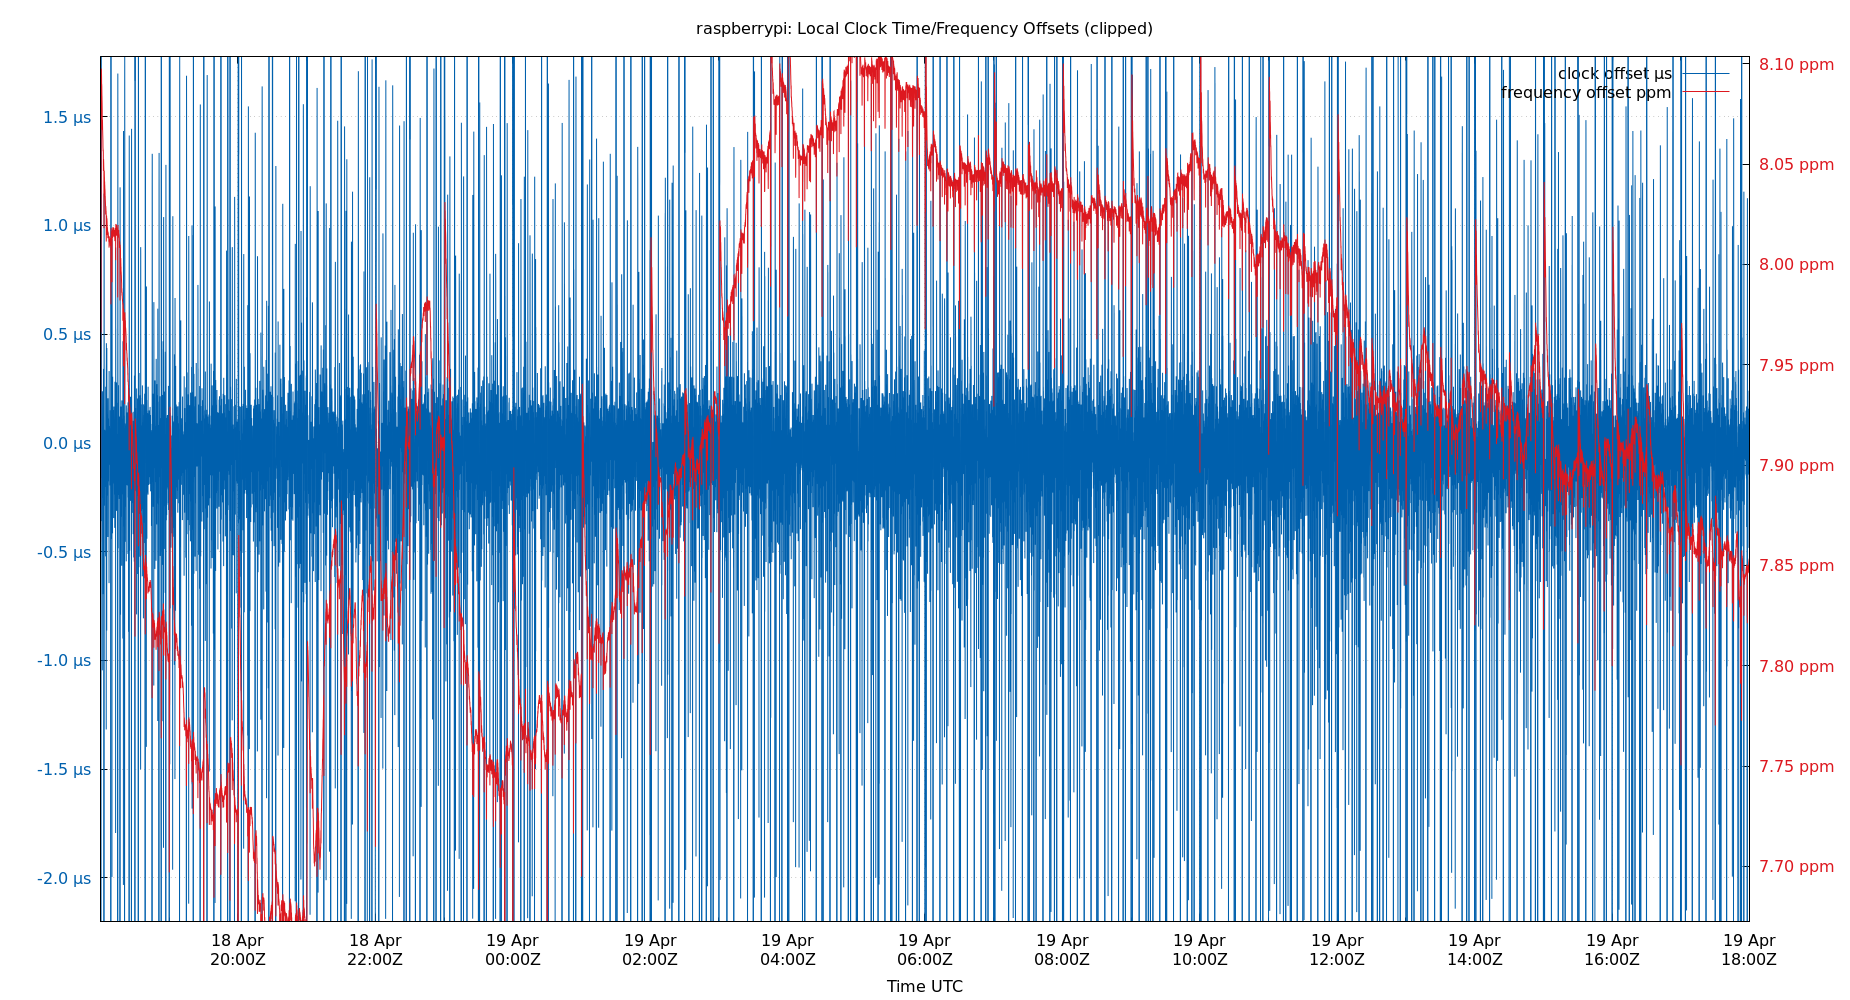 raspberrypi: Local Clock Time/Frequency Offsets (clipped)
clock offset µs
frequency offset ppm
1.5 µs
1.0 µs
0.5 µs
0.0 µs
-0.5 µs
-1.0 µs
-1.5 µs
-2.0 µs
8.10 ppm
8.05 ppm
8.00 ppm
7.95 ppm
7.90 ppm
7.85 ppm
7.80 ppm
7.75 ppm
7.70 ppm
18 Apr
20:00Z
18 Apr
22:00Z
19 Apr
00:00Z
19 Apr
02:00Z
19 Apr
04:00Z
19 Apr
06:00Z
19 Apr
08:00Z
19 Apr
10:00Z
19 Apr
12:00Z
19 Apr
14:00Z
19 Apr
16:00Z
19 Apr
18:00Z
Time UTC